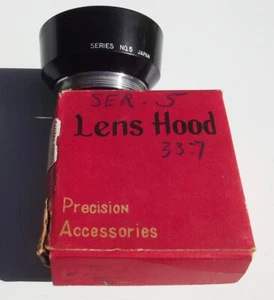 SERIES NO.5 JAPAN
SER. 5
Lens Hood
33.7
Precision
Accessories